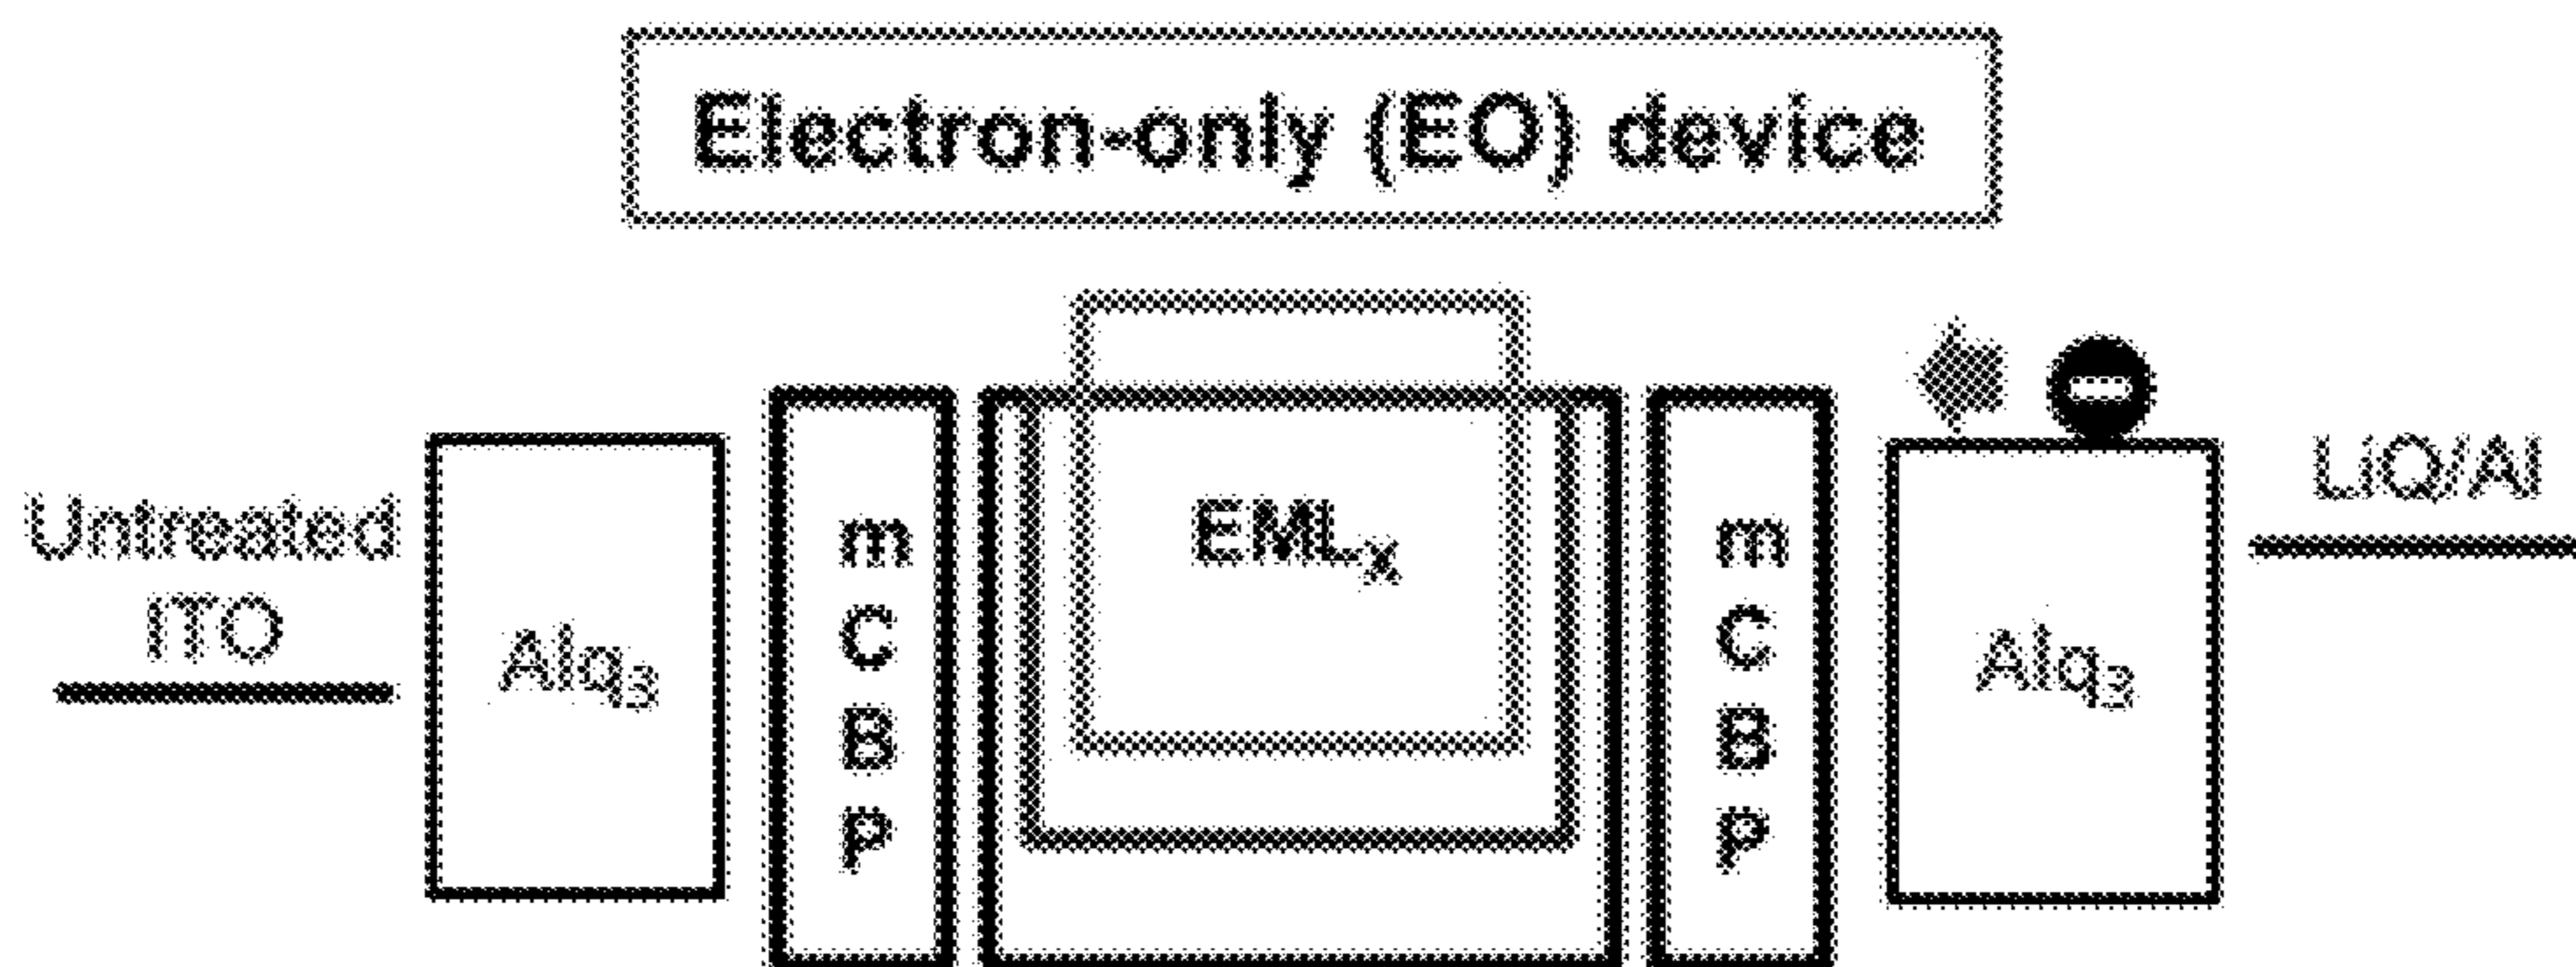 Electron-only (EO) device
Untreated
ITO
Alq₃
m
C
B
P
EMLₓ
m
C
B
P
Alq₃
LiQ/Al